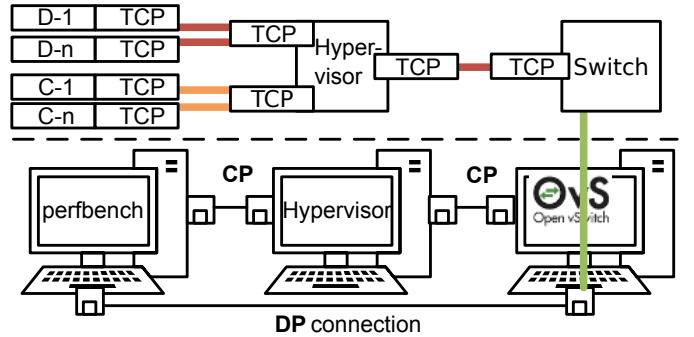 D-1 TCP
D-n TCP
C-1 TCP
C-n TCP
TCP
TCP
Hyper-
visor
TCP
TCP
Switch
CP
CP
perfbench
Hypervisor
OvS
Open vSwitch
DP connection